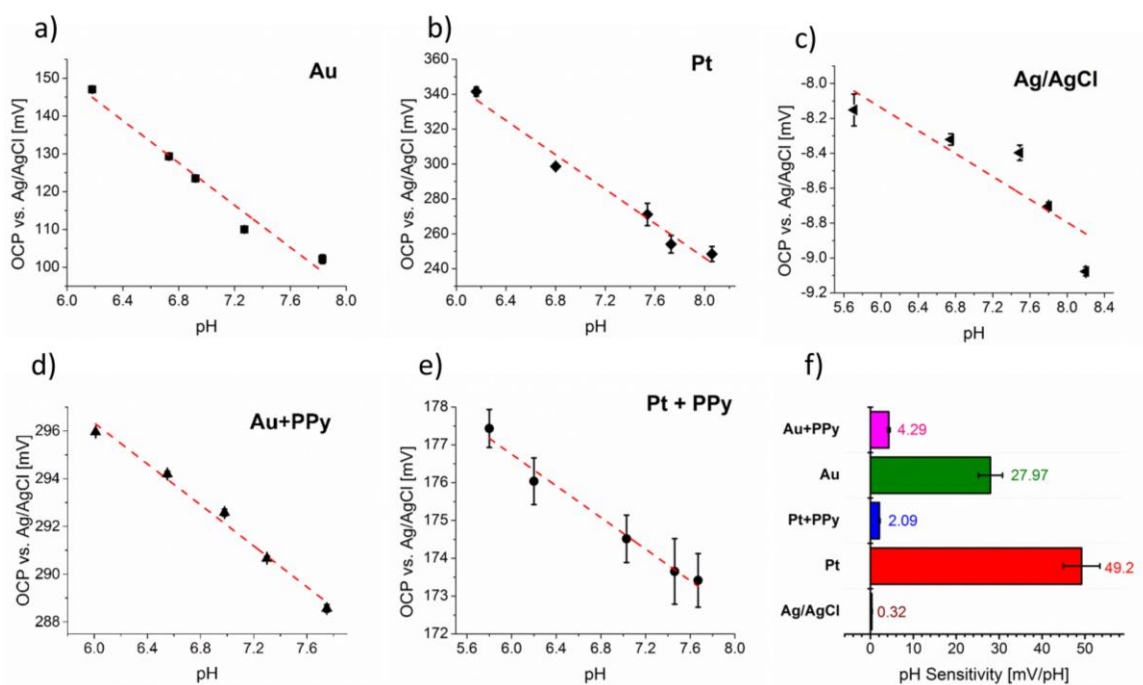 a)
Au
OCP vs. Ag/AgCl [mV]
150
140
130
120
110
100
6.0 6.4 6.8 7.2 7.6 8.0
pH
b)
Pt
OCP vs. Ag/AgCl [mV]
360
340
320
300
280
260
240
6.0 6.4 6.8 7.2 7.6 8.0
pH
c)
Ag/AgCl
OCP vs. Ag/AgCl [mV]
-8.0
-8.2
-8.4
-8.6
-8.8
-9.0
-9.2
5.6 6.0 6.4 6.8 7.2 7.6 8.0 8.4
pH
d)
Au+PPy
OCP vs. Ag/AgCl [mV]
296
294
292
290
288
6.0 6.6 7.2 7.8
pH
e)
Pt + PPy
OCP vs. Ag/AgCl [mV]
178
177
176
175
174
173
172
5.6 6.0 6.4 6.8 7.2 7.6 8.0
pH
f)
Au+PPy 4.29
Au 27.97
Pt+PPy 2.09
Pt 49.2
Ag/AgCl 0.32
0 10 20 30 40 50
pH Sensitivity [mV/pH]